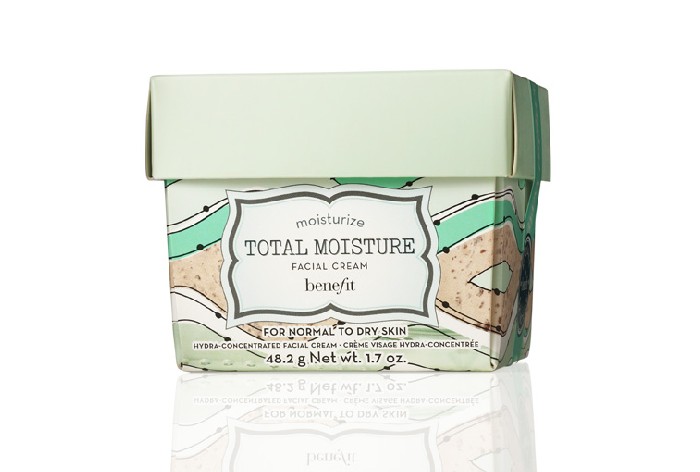 moisturize
TOTAL MOISTURE
FACIAL CREAM
benefit
FOR NORMAL TO DRY SKIN
HYDRA-CONCENTRATED FACIAL CREAM · CRÈME VISAGE HYDRA-CONCENTRÉE
48.2 g Net wt. 1.7 oz.